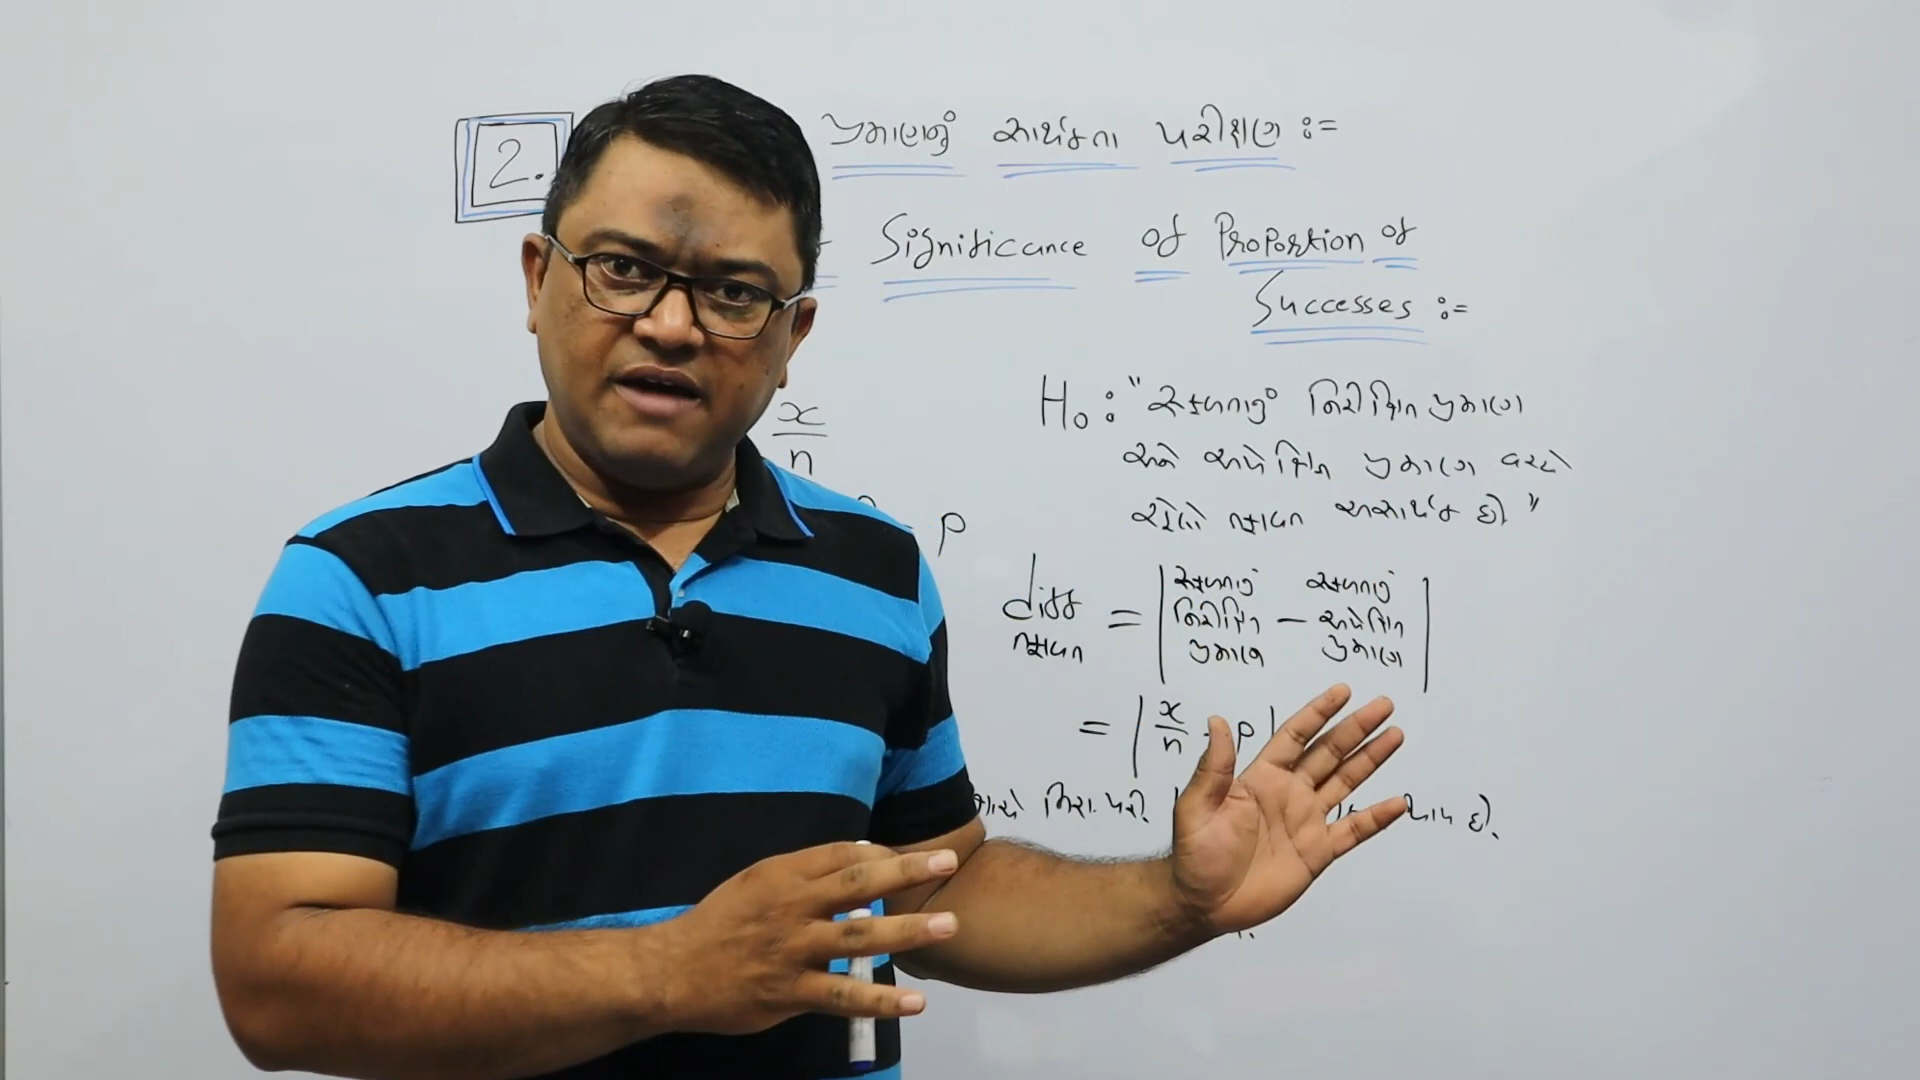 2. પ્રમાણનું સાર્થકતા પરીક્ષણ :=
Significance of Proportion of
Successes :=
x/n
p
H₀ : "સફળતાનું નિરીક્ષિત પ્રમાણ
અને અપેક્ષિત પ્રમાણ વચ્ચે
રહેલો તફાવત અસાર્થક છે"
diff
તફાવત
= | સફળતાનું નિરીક્ષિત પ્રમાણ − સફળતાનું અપેક્ષિત પ્રમાણ |
= | x/n - p |
છે.